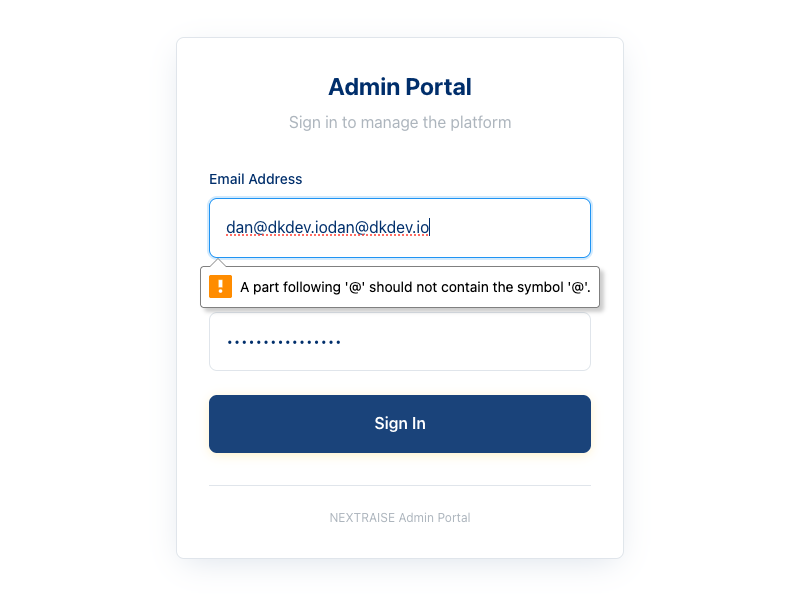 Admin Portal
Sign in to manage the platform
Email Address
dan@dkdev.iodan@dkdev.io
! A part following '@' should not contain the symbol '@'.
••••••••••••••••
Sign In
NEXTRAISE Admin Portal